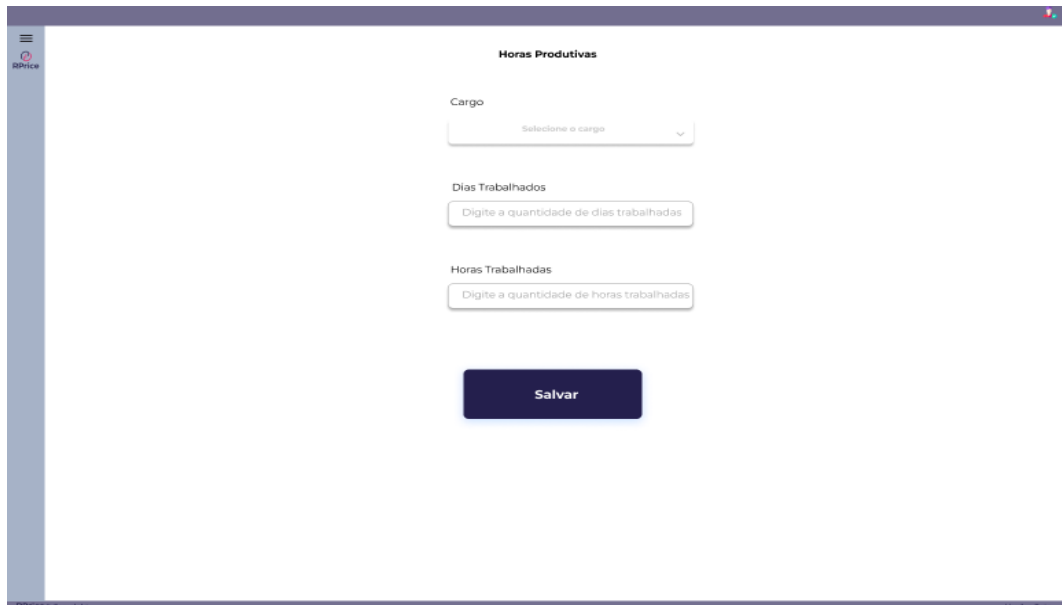 RPrice
Horas Produtivas
Cargo
Selecione o cargo
Dias Trabalhados
Digite a quantidade de dias trabalhadas
Horas Trabalhadas
Digite a quantidade de horas trabalhadas
Salvar